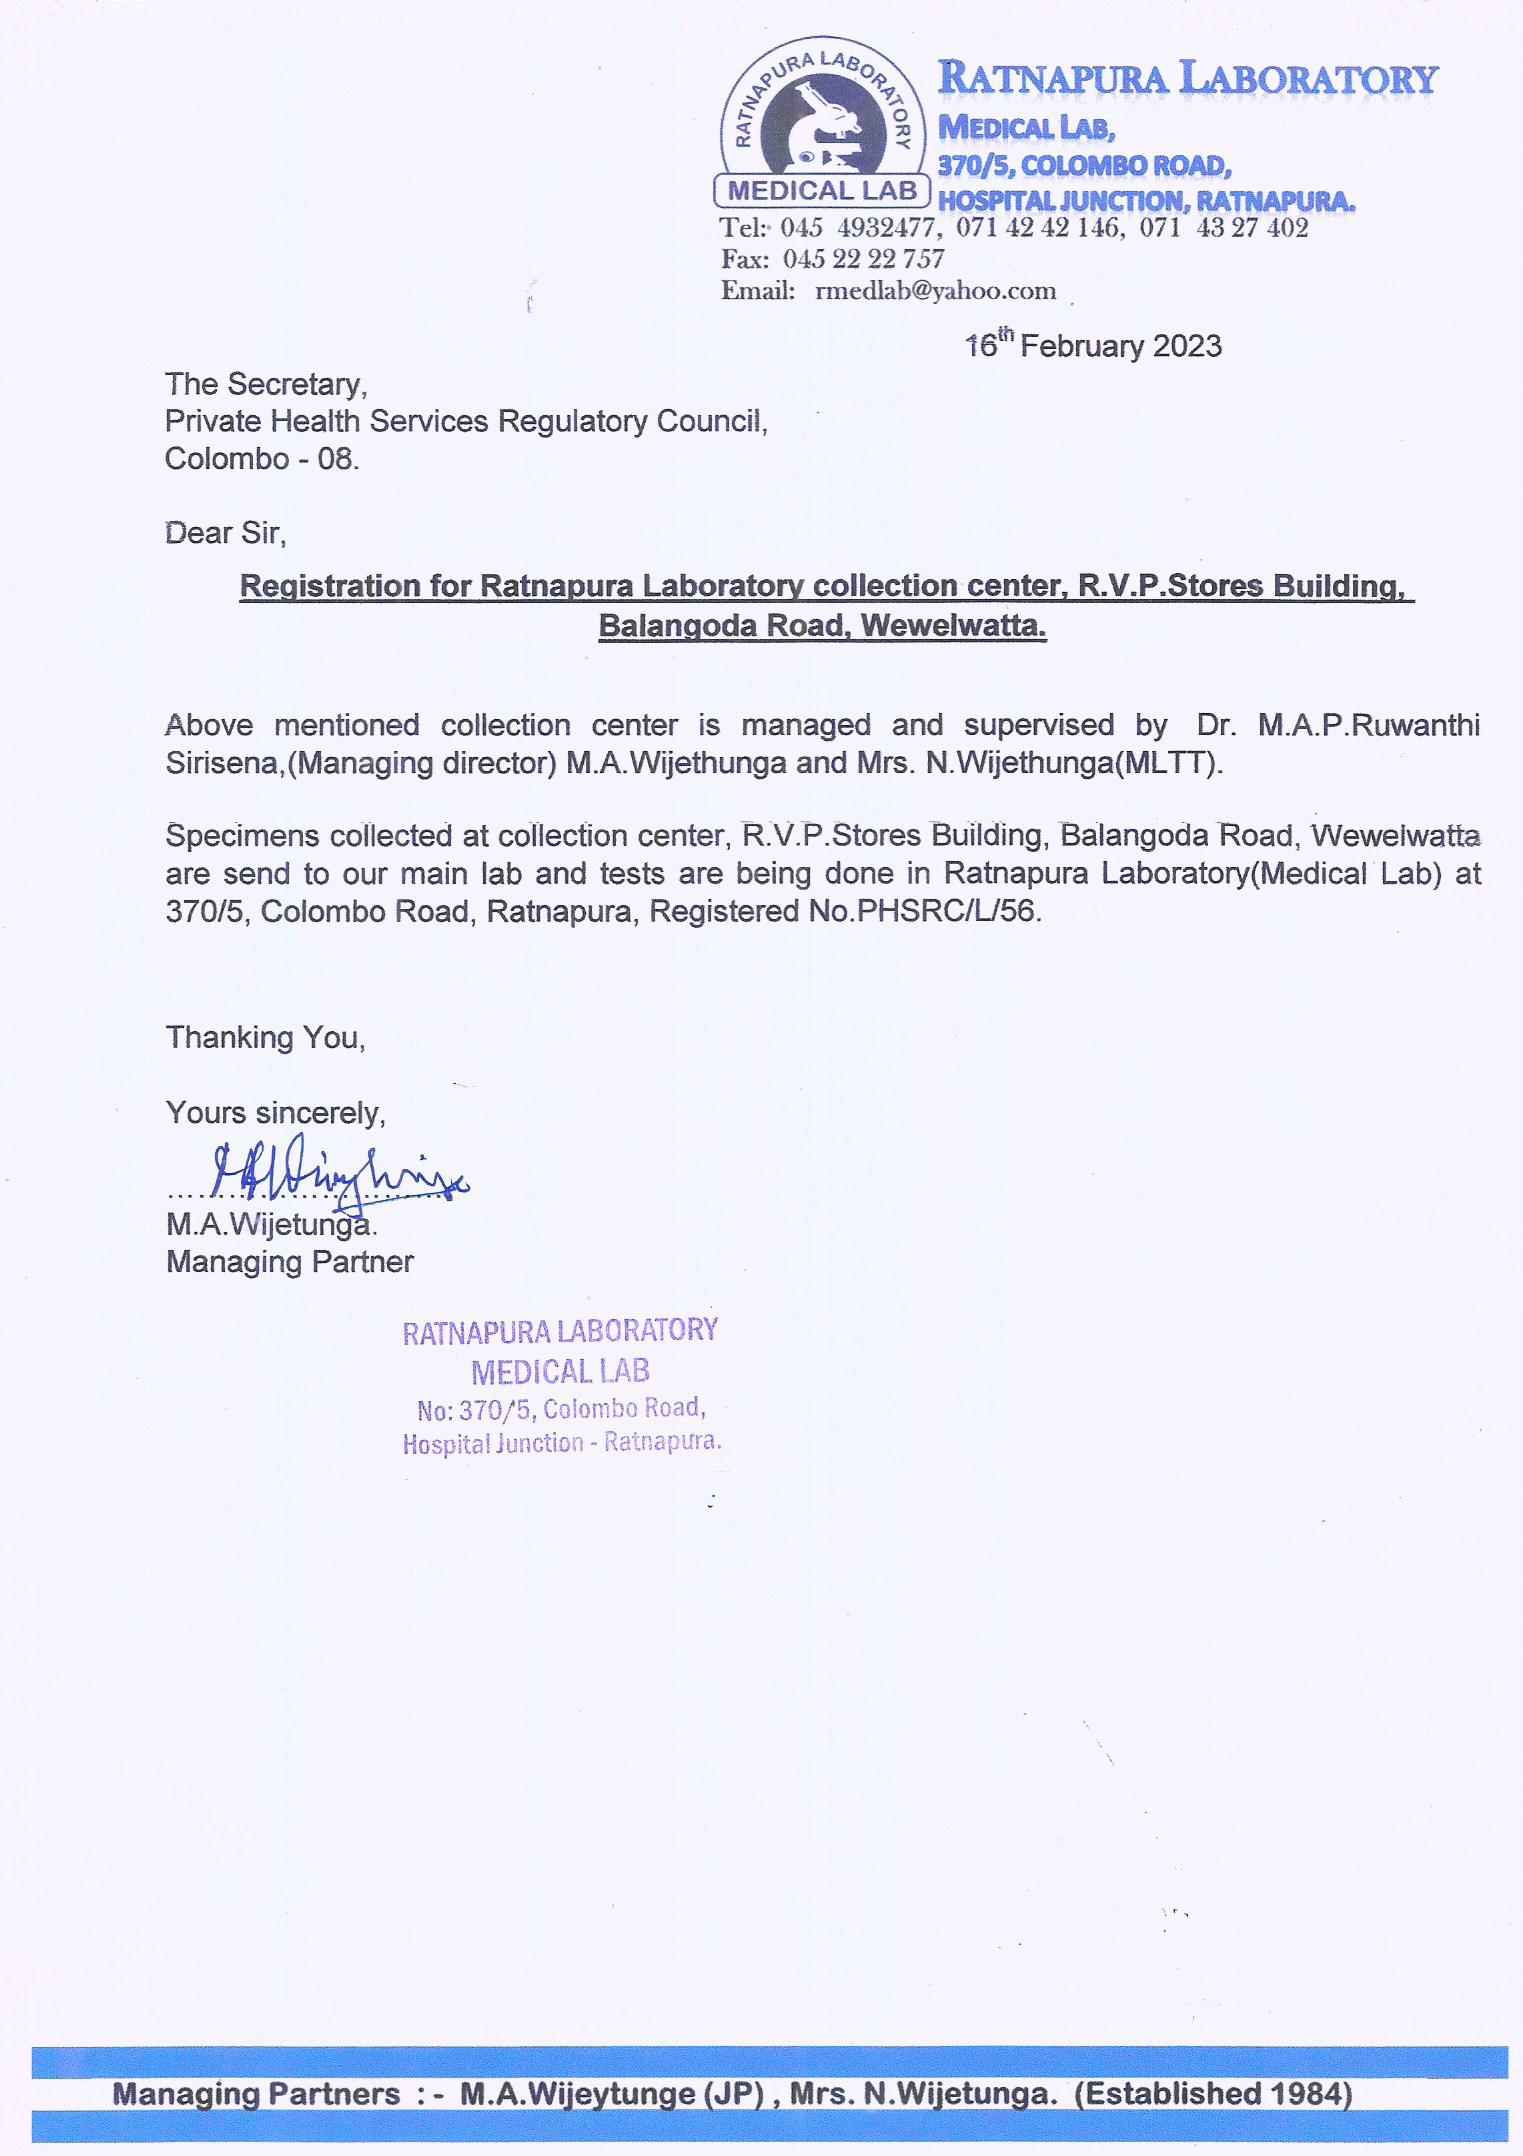 RATNAPURA LABORATORY
MEDICAL LAB
RATNAPURA LABORATORY
MEDICAL LAB,
370/5, COLOMBO ROAD,
HOSPITAL JUNCTION, RATNAPURA.
Tel: 045 4932477, 071 42 42 146, 071 43 27 402
Fax: 045 22 22 757
Email: rmedlab@yahoo.com
16th February 2023
The Secretary,
Private Health Services Regulatory Council,
Colombo - 08.
Dear Sir,
Registration for Ratnapura Laboratory collection center, R.V.P.Stores Building,
Balangoda Road, Wewelwatta.
Above mentioned collection center is managed and supervised by Dr. M.A.P.Ruwanthi
Sirisena,(Managing director) M.A.Wijethunga and Mrs. N.Wijethunga(MLTT).
Specimens collected at collection center, R.V.P.Stores Building, Balangoda Road, Wewelwatta
are send to our main lab and tests are being done in Ratnapura Laboratory(Medical Lab) at
370/5, Colombo Road, Ratnapura, Registered No.PHSRC/L/56.
Thanking You,
Yours sincerely,
M.A.Wijetunga.
Managing Partner
RATNAPURA LABORATORY
MEDICAL LAB
No: 370/5, Colombo Road,
Hospital Junction - Ratnapura.
Managing Partners : - M.A.Wijeytunge (JP) , Mrs. N.Wijetunga. (Established 1984)